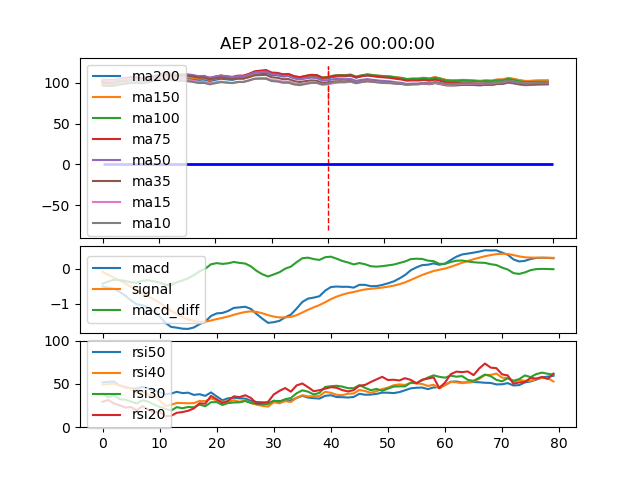 AEP 2018-02-26 00:00:00
100
50
0
−50
ma200
ma150
ma100
ma75
ma50
ma35
ma15
ma10
0
−1
macd
signal
macd_diff
100
50
0
rsi50
rsi40
rsi30
rsi20
0 10 20 30 40 50 60 70 80